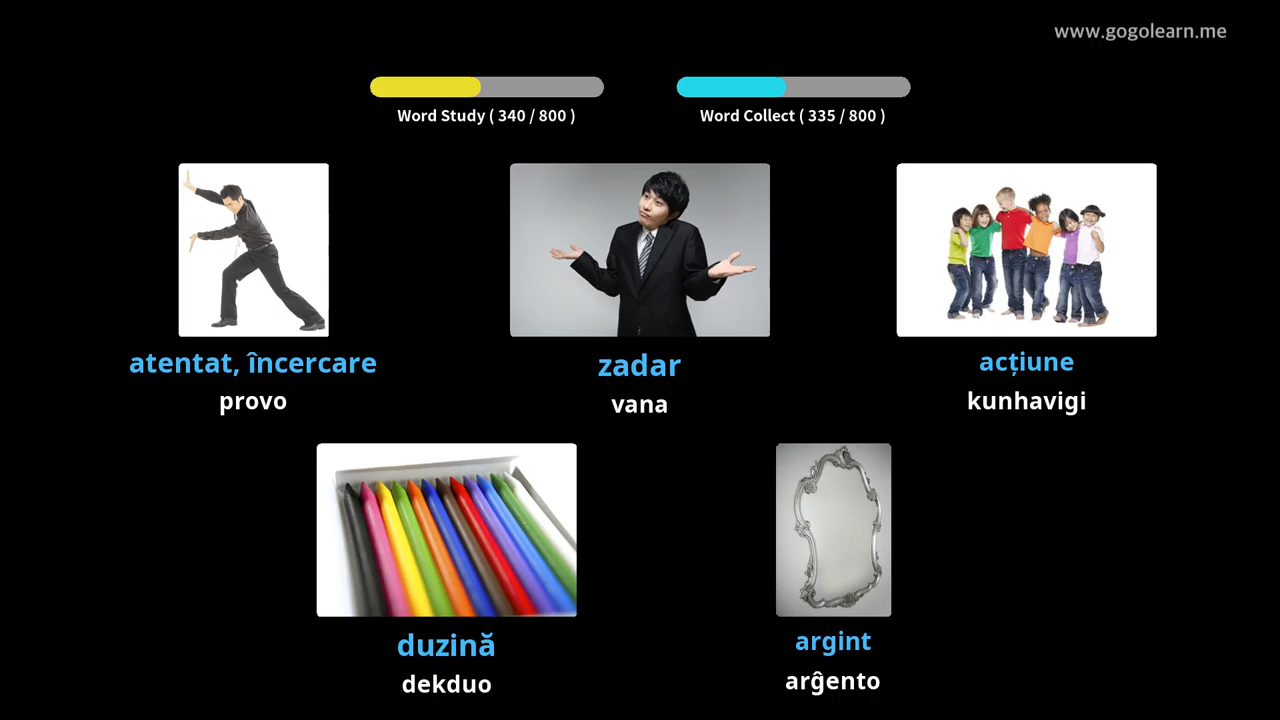 www.gogolearn.me
Word Study ( 340 / 800 )
Word Collect ( 335 / 800 )
atentat, încercare
provo
zadar
vana
acțiune
kunhavigi
duzină
dekduo
argint
arĝento